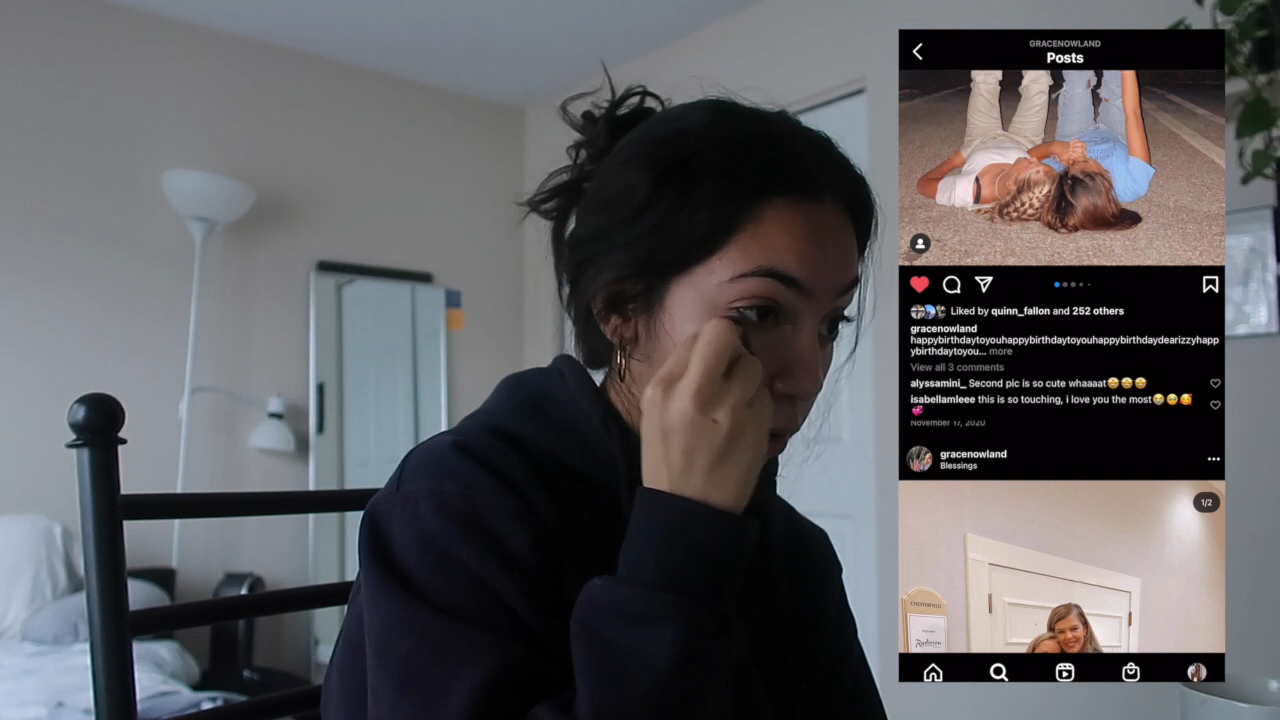 GRACENOWLAND
Posts
Liked by quinn_fallon and 252 others
gracenowland
happybirthdaytoyouhappybirthdaytoyouhappybirthdaydearizzyhapp
ybirthdaytoyou... more
View all 3 comments
alyssamini_ Second pic is so cute whaaaat🤩🤩🤩
isabellamleee this is so touching, i love you the most😭🥺🥰
💞
November 17, 2020
gracenowland
Blessings
1/2
CHESTERFIELD
Radisson